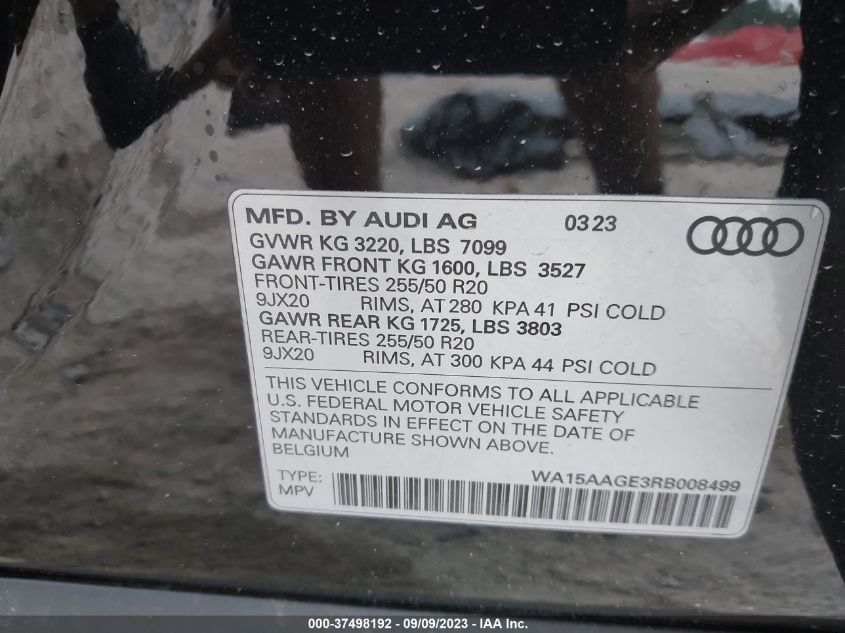 MFD. BY AUDI AG 03 23
GVWR KG 3220, LBS 7099
GAWR FRONT KG 1600, LBS 3527
FRONT-TIRES 255/50 R20
9JX20 RIMS, AT 280 KPA 41 PSI COLD
GAWR REAR KG 1725, LBS 3803
REAR-TIRES 255/50 R20
9JX20 RIMS, AT 300 KPA 44 PSI COLD
THIS VEHICLE CONFORMS TO ALL APPLICABLE
U.S. FEDERAL MOTOR VEHICLE SAFETY
STANDARDS IN EFFECT ON THE DATE OF
MANUFACTURE SHOWN ABOVE.
BELGIUM
WA15AAGE3RB008499
TYPE:
MPV
000-37498192 - 09/09/2023 - © IAA Inc.